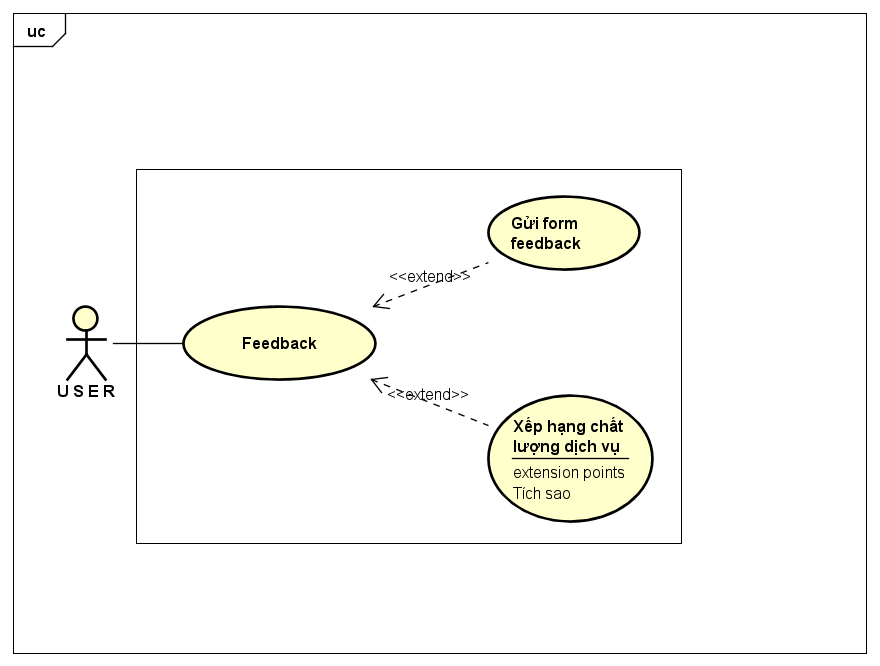 uc
Gửi form
feedback
<<extend>>
Feedback
USER
<<extend>>
Xếp hạng chất
lượng dịch vụ
extension points
Tích sao